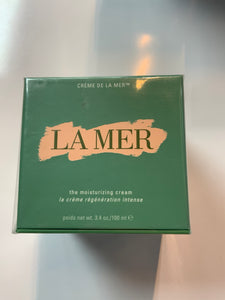 CRÈME DE LA MER™
LA MER
the moisturizing cream
la crème régénération intense
poids net wt. 3.4 oz./100 ml ℮